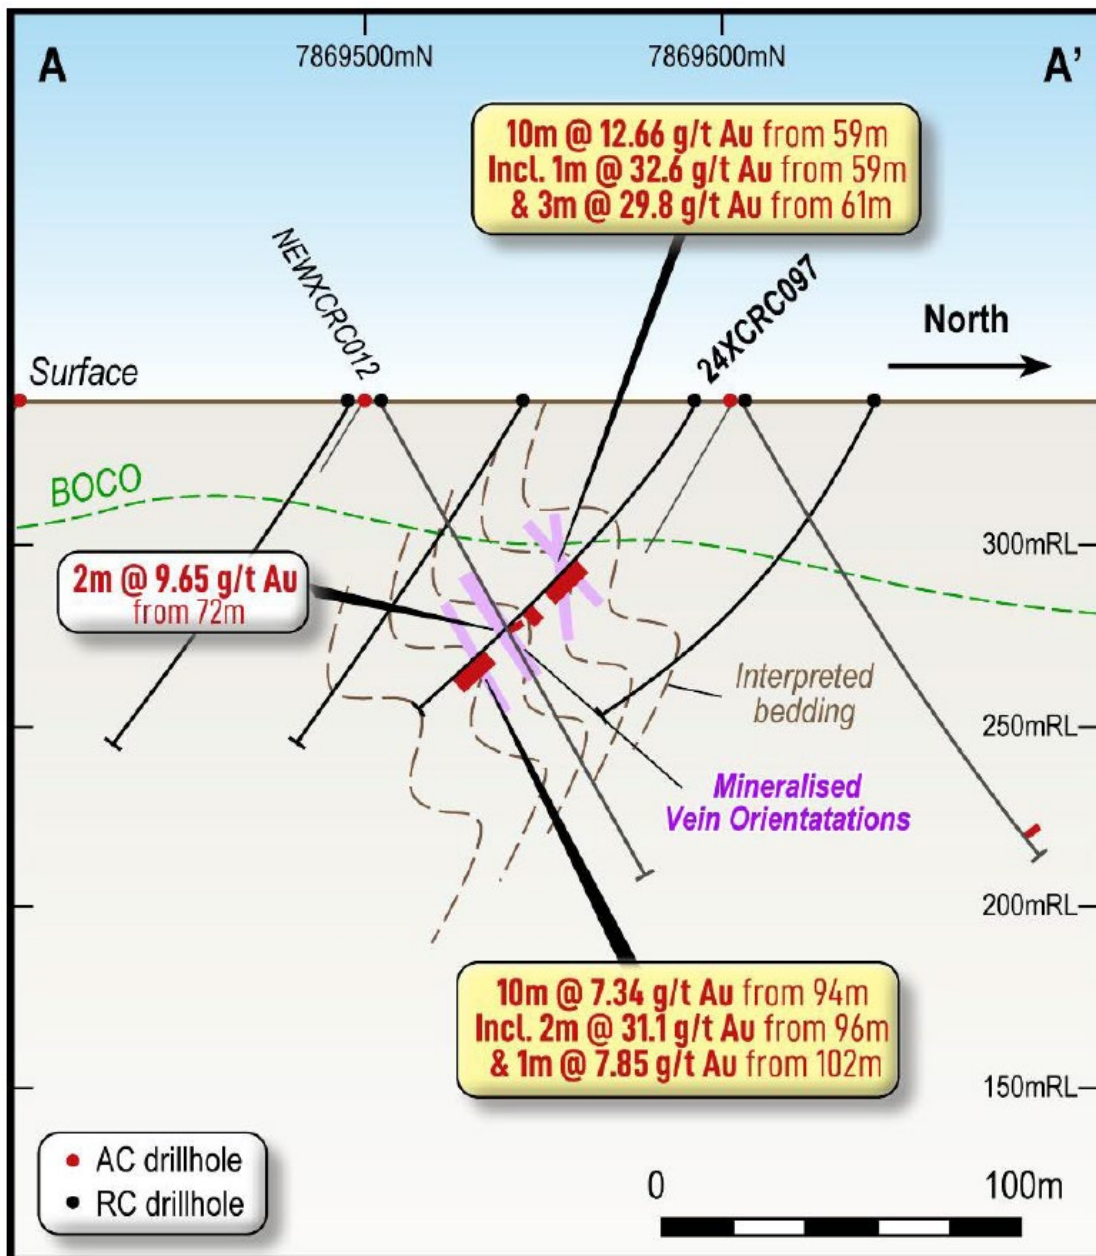 7869500mN
7869600mN
A
A’
10m @ 12.66 g/t Au from 59m
Incl. 1m @ 32.6 g/t Au from 59m
& 3m @ 29.8 g/t Au from 61m
NEWXCRC012
24XCRC097
North
Surface
BOCO
300mRL
2m @ 9.65 g/t Au
from 72m
Interpreted
bedding
250mRL
Mineralised
Vein Orientatations
200mRL
10m @ 7.34 g/t Au from 94m
Incl. 2m @ 31.1 g/t Au from 96m
& 1m @ 7.85 g/t Au from 102m
150mRL
AC drillhole
RC drillhole
0
100m